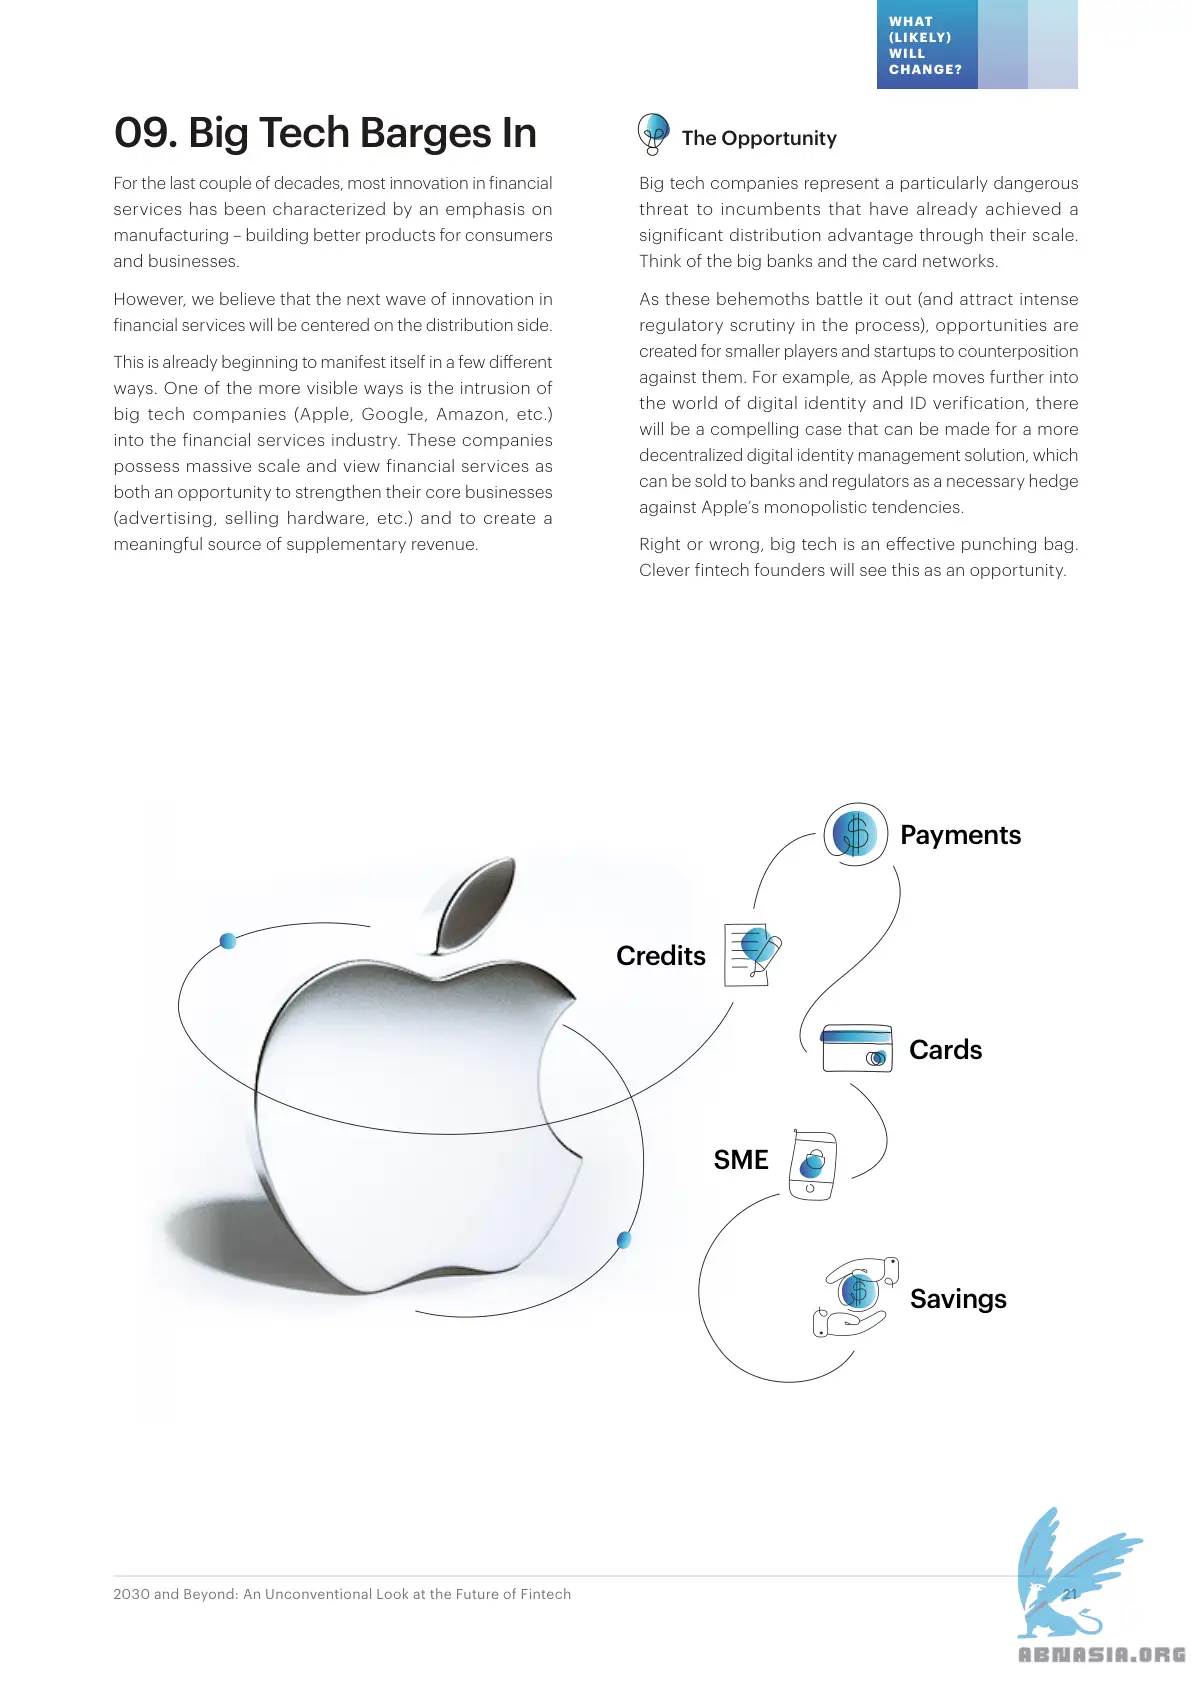 WHAT
(LIKELY)
WILL
CHANGE?
09. Big Tech Barges In
For the last couple of decades, most innovation in financial
services has been characterized by an emphasis on
manufacturing – building better products for consumers
and businesses.
However, we believe that the next wave of innovation in
financial services will be centered on the distribution side.
This is already beginning to manifest itself in a few different
ways. One of the more visible ways is the intrusion of
big tech companies (Apple, Google, Amazon, etc.)
into the financial services industry. These companies
possess massive scale and view financial services as
both an opportunity to strengthen their core businesses
(advertising, selling hardware, etc.) and to create a
meaningful source of supplementary revenue.
The Opportunity
Big tech companies represent a particularly dangerous
threat to incumbents that have already achieved a
significant distribution advantage through their scale.
Think of the big banks and the card networks.
As these behemoths battle it out (and attract intense
regulatory scrutiny in the process), opportunities are
created for smaller players and startups to counterposition
against them. For example, as Apple moves further into
the world of digital identity and ID verification, there
will be a compelling case that can be made for a more
decentralized digital identity management solution, which
can be sold to banks and regulators as a necessary hedge
against Apple’s monopolistic tendencies.
Right or wrong, big tech is an effective punching bag.
Clever fintech founders will see this as an opportunity.
Payments
Credits
Cards
SME
Savings
2030 and Beyond: An Unconventional Look at the Future of Fintech
21
ABNASIA.ORG